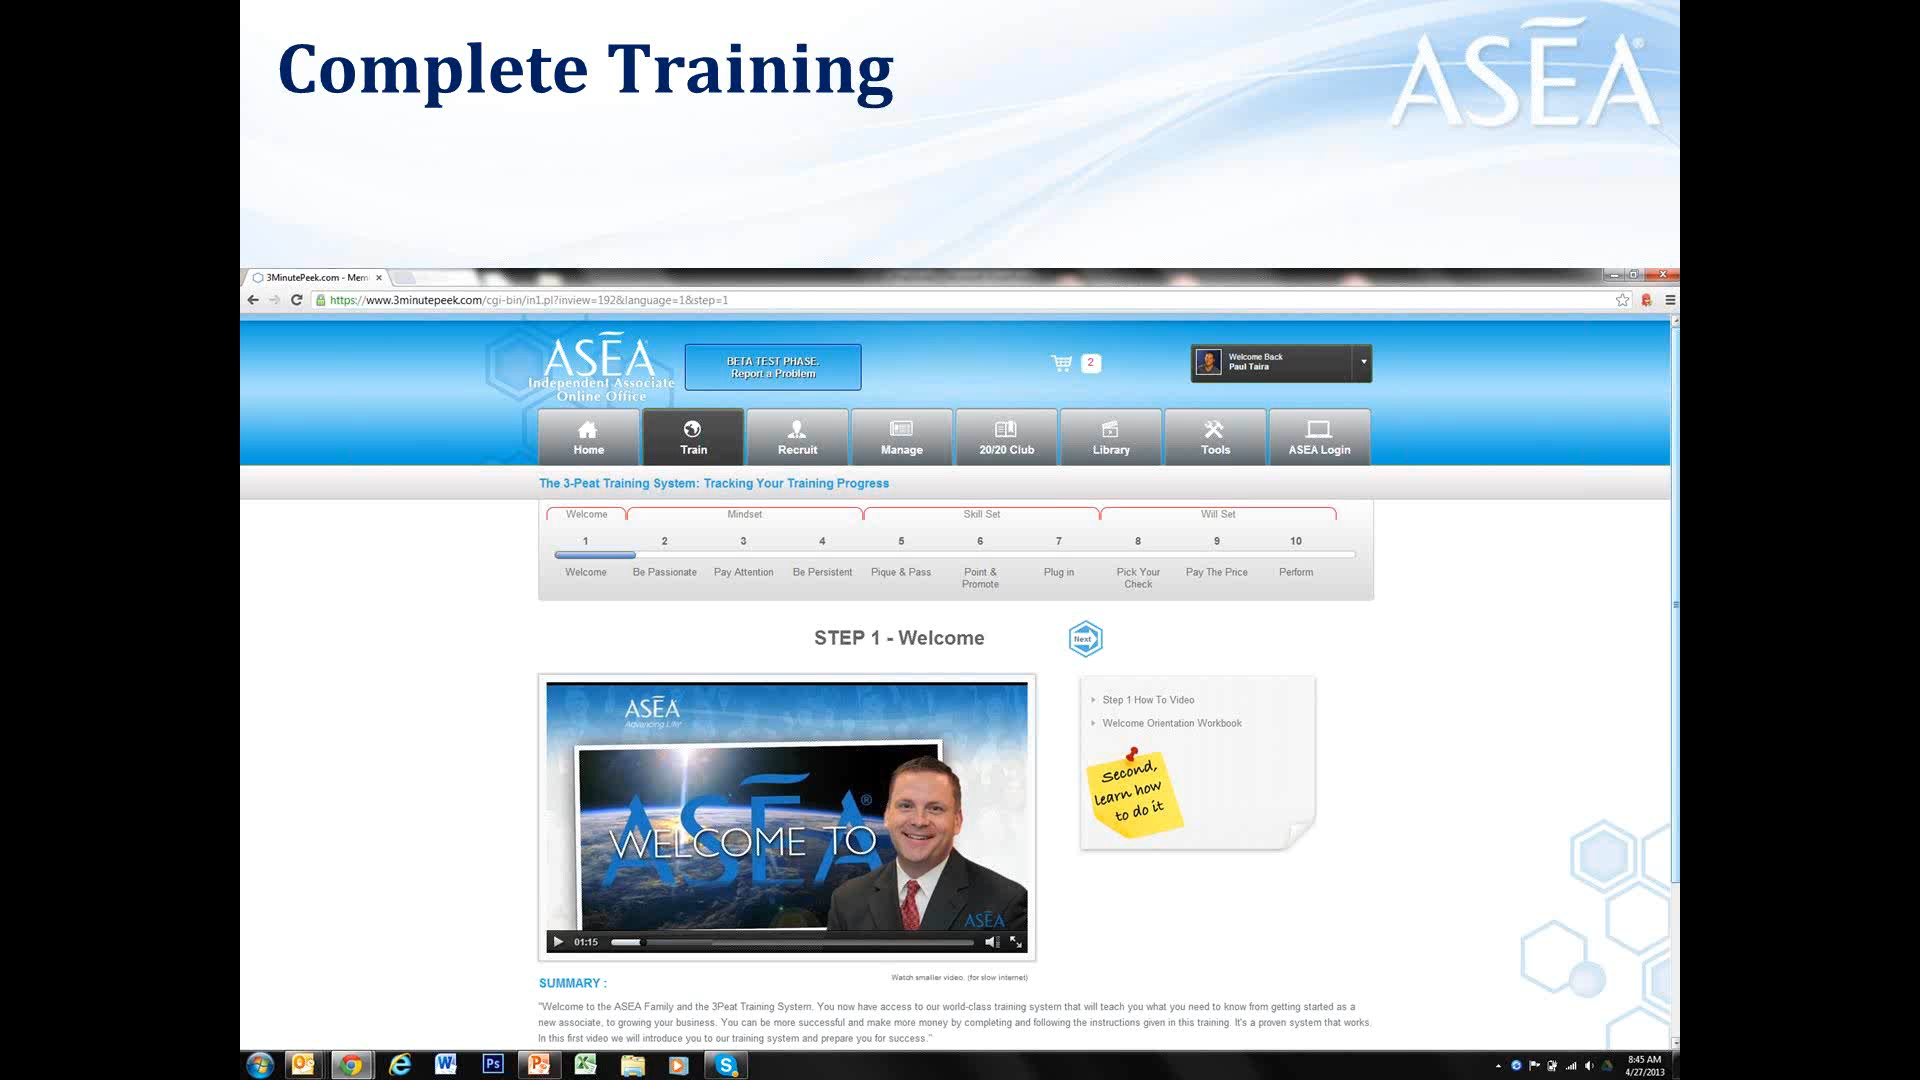 Complete Training
ASEA®
3MinutePeek.com - Mem
https://www.3minutepeek.com/cgi-bin/in1.pl?inview=192&language=1&step=1
ASEA
Independent Associate
Online Office
BETA TEST PHASE.
Report a Problem
2
Welcome Back
Paul Taira
Home
Train
Recruit
Manage
20/20 Club
Library
Tools
ASEA Login
The 3-Peat Training System: Tracking Your Training Progress
Welcome
Mindset
Skill Set
Will Set
1 2 3 4 5 6 7 8 9 10
Welcome
Be Passionate
Pay Attention
Be Persistent
Pique & Pass
Point &
Promote
Plug in
Pick Your
Check
Pay The Price
Perform
STEP 1 - Welcome
Next
ASEA
Advancing Life
ASEA®
WELCOME TO
ASEA
01:15
Step 1 How To Video
Welcome Orientation Workbook
Second,
learn how
to do it
Watch smaller video. (for slow internet)
SUMMARY :
"Welcome to the ASEA Family and the 3Peat Training System. You now have access to our world-class training system that will teach you what you need to know from getting started as a
new associate, to growing your business. You can be more successful and make more money by completing and following the instructions given in this training. It's a proven system that works.
In this first video we will introduce you to our training system and prepare you for success."
8:45 AM
4/27/2013